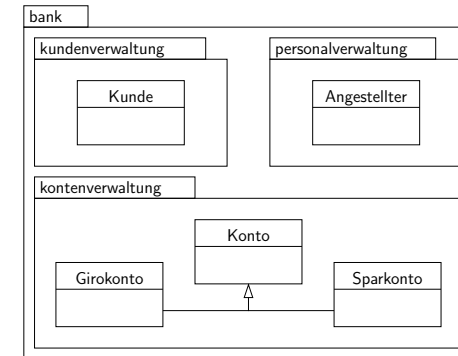 bank
kundenverwaltung
personalverwaltung
Kunde
Angestellter
kontenverwaltung
Konto
Girokonto
Sparkonto